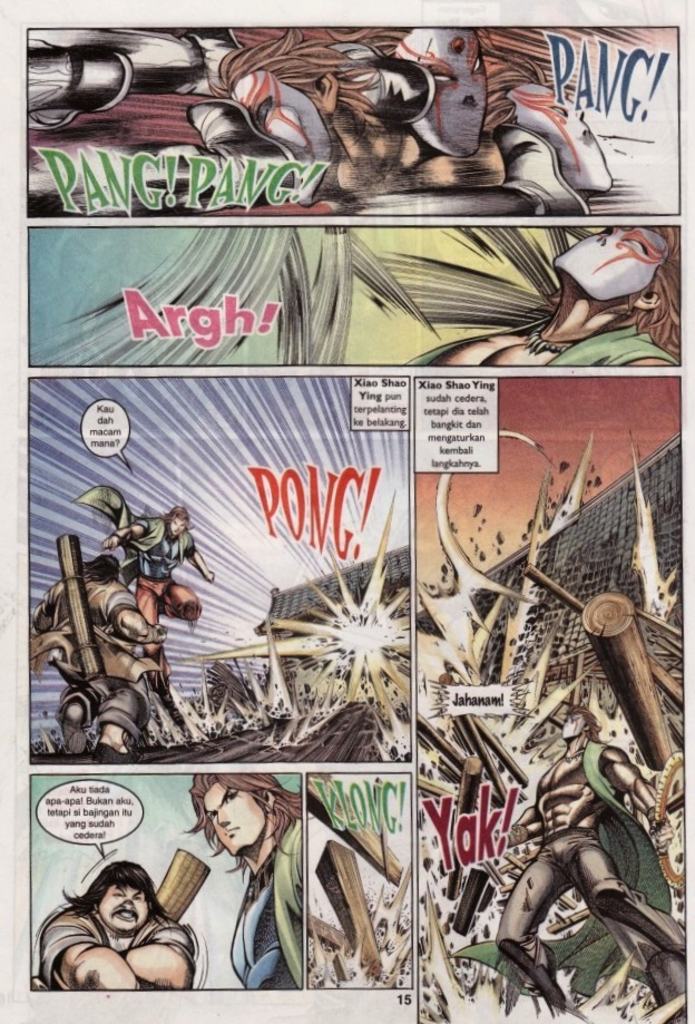 PANG!
PANG! PANG!
Argh!
Kau
dah
macam
mana?
Xiao Shao
Ying pun
terpelanting
ke belakang.
PONG!
Xiao Shao Ying
sudah cedera,
tetapi dia telah
bangkit dan
mengaturkan
kembali
langkahnya.
Jahanam!
Yak!
Aku tiada
apa-apa! Bukan aku,
tetapi si bajingan itu
yang sudah
cedera!
KLONG!
15